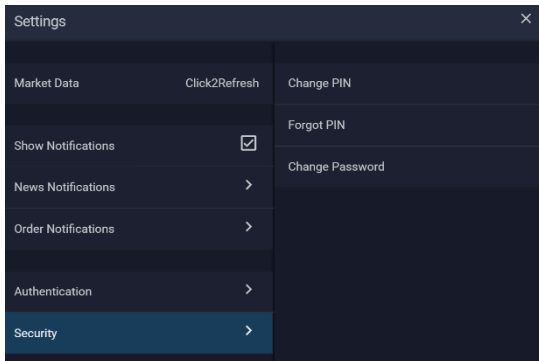 Settings
Market Data Click2Refresh
Show Notifications
News Notifications
Order Notifications
Authentication
Security
Change PIN
Forgot PIN
Change Password